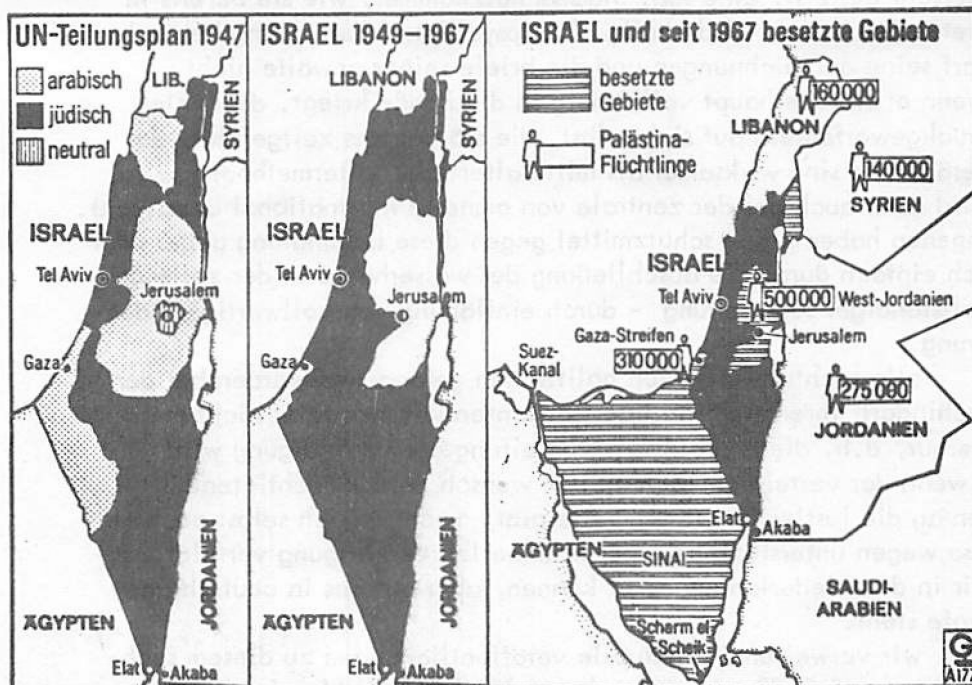 UN-Teilungsplan 1947
arabisch
jüdisch
neutral
LIB.
SYRIEN
ISRAEL
Tel Aviv
Jerusalem
Gaza
ÄGYPTEN
JORDANIEN
Elat
Akaba
ISRAEL 1949–1967
LIBANON
SYRIEN
ISRAEL
Tel Aviv
Jerusalem
Gaza
ÄGYPTEN
JORDANIEN
Elat
Akaba
ISRAEL und seit 1967 besetzte Gebiete
besetzte
Gebiete
Palästina-
Flüchtlinge
160000
LIBANON
140000
SYRIEN
ISRAEL
Tel Aviv
500000 West-Jordanien
Jerusalem
Gaza-Streifen
310000
Suez-
Kanal
275000
JORDANIEN
Elat
Akaba
ÄGYPTEN
SINAI
SAUDI-
ARABIEN
Scharm el
Scheik